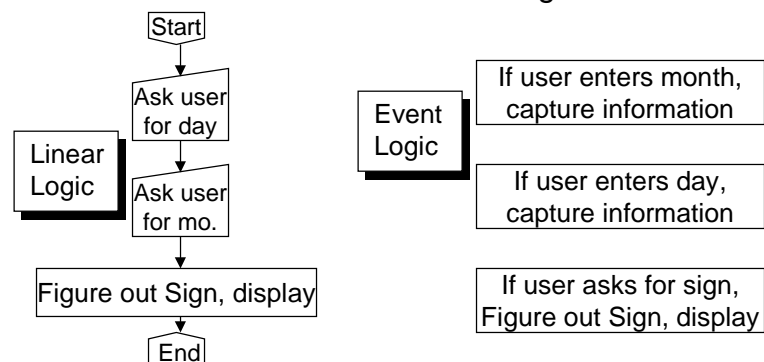 Start
Ask user
for day
Linear
Logic
Ask user
for mo.
Figure out Sign, display
End
Event
Logic
If user enters month,
capture information
If user enters day,
capture information
If user asks for sign,
Figure out Sign, display